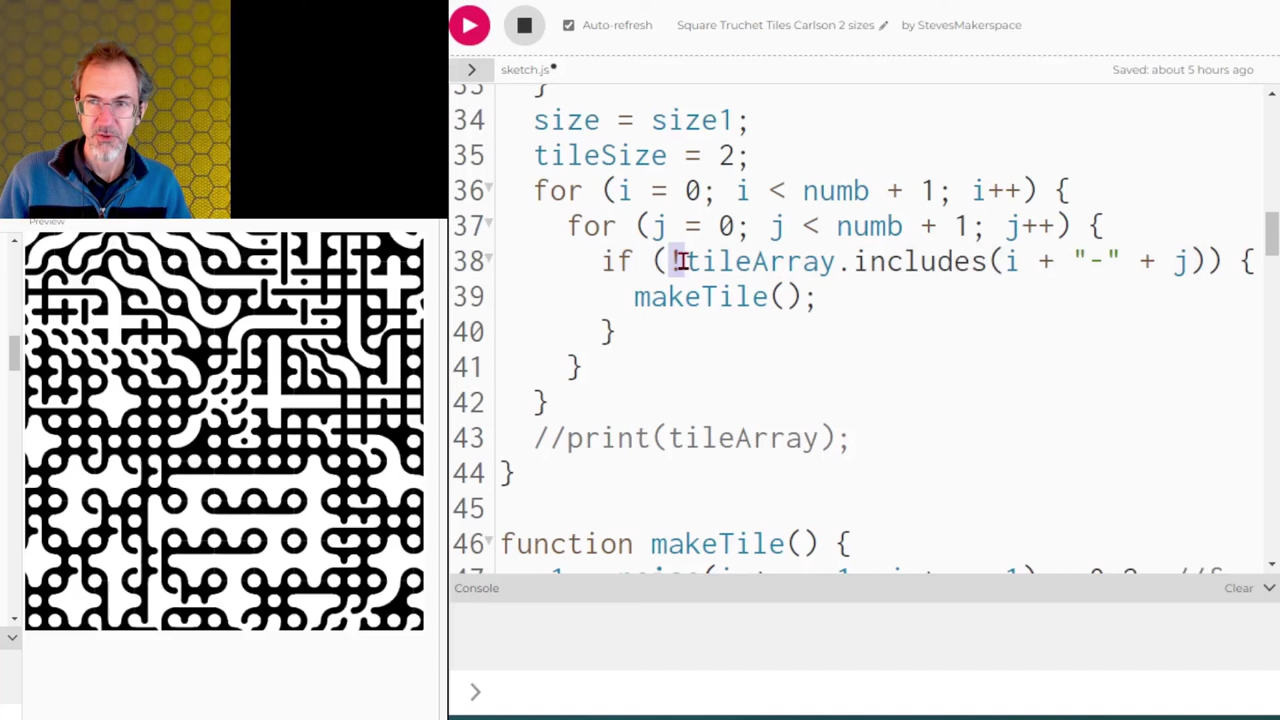 Auto-refresh
Square Truchet Tiles Carlson 2 sizes
by StevesMakerspace
sketch.js
Saved: about 5 hours ago
Preview
33 }
34 size = size1;
35 tileSize = 2;
36 for (i = 0; i < numb + 1; i++) {
37 for (j = 0; j < numb + 1; j++) {
38 if (!tileArray.includes(i + "-" + j)) {
39 makeTile();
40 }
41 }
42 }
43 //print(tileArray);
44 }
45
46 function makeTile() {
Console
Clear